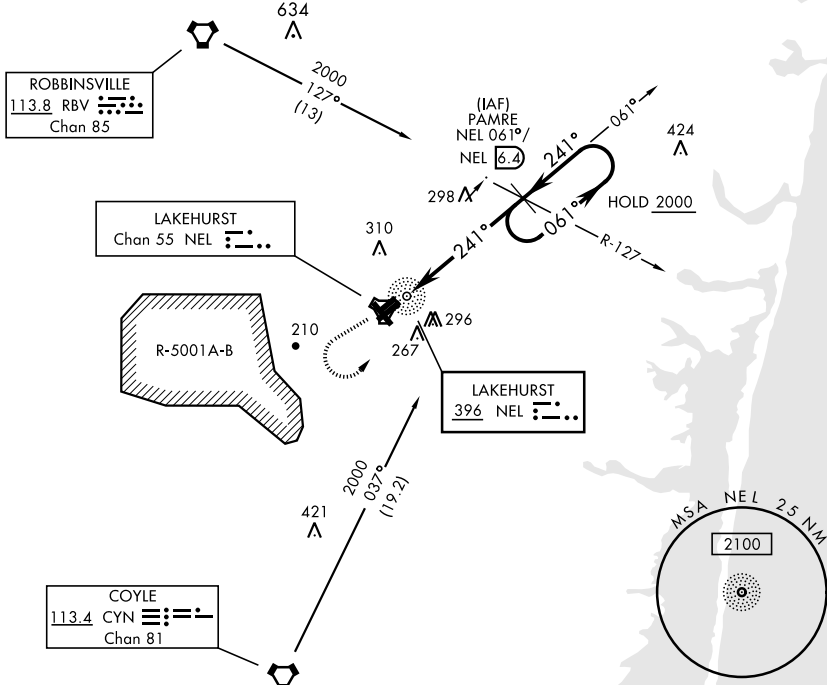 634
ROBBINSVILLE
113.8 RBV
Chan 85
2000
127°
(13)
(IAF)
PAMRE
NEL 061°/
NEL 6.4
241°
061°
424
298
HOLD 2000
061°
241°
R-127
LAKEHURST
Chan 55 NEL
310
R-5001A-B
210
296
267
LAKEHURST
396 NEL
2000
037°
(19.2)
421
MSA NEL 25 NM
2100
COYLE
113.4 CYN
Chan 81